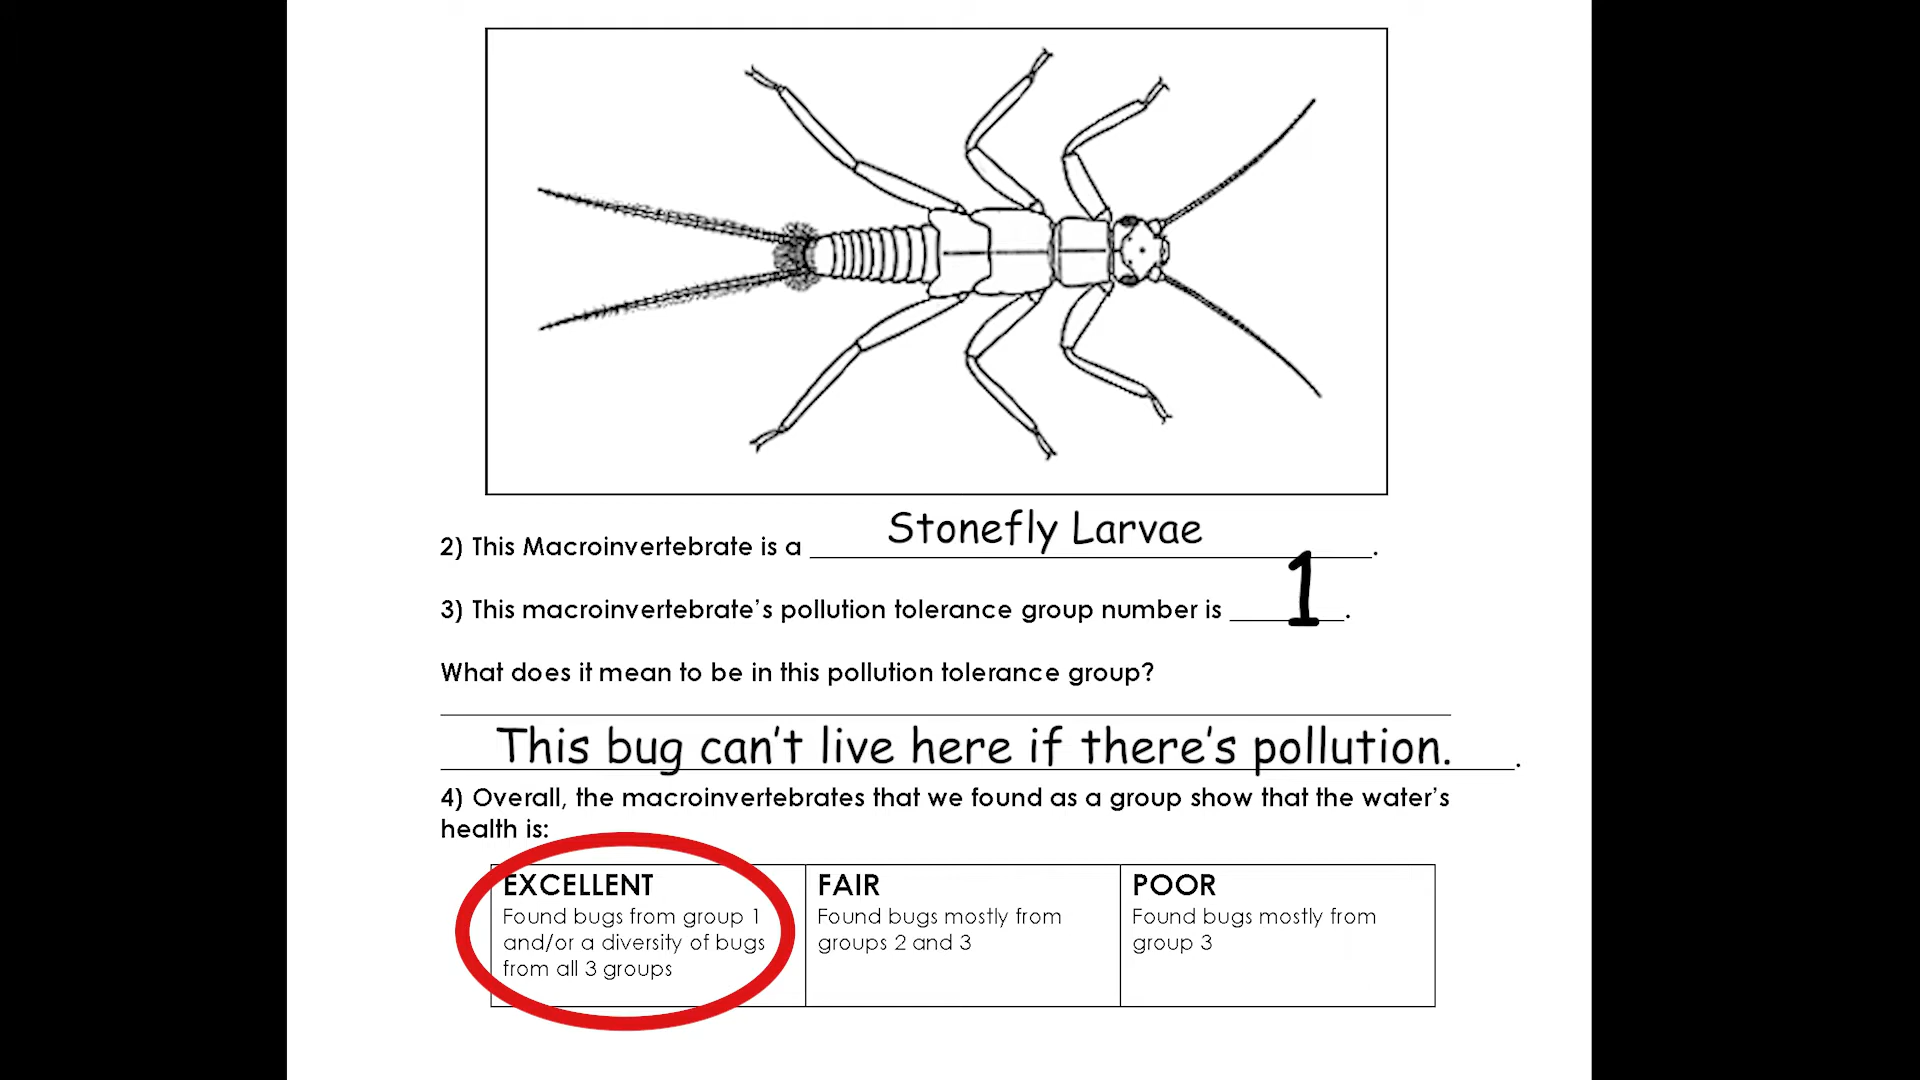 2) This Macroinvertebrate is a Stonefly Larvae.
3) This macroinvertebrate's pollution tolerance group number is 1.
What does it mean to be in this pollution tolerance group?
This bug can't live here if there's pollution.
4) Overall, the macroinvertebrates that we found as a group show that the water's
health is:
EXCELLENT
Found bugs from group 1
and/or a diversity of bugs
from all 3 groups
FAIR
Found bugs mostly from
groups 2 and 3
POOR
Found bugs mostly from
group 3